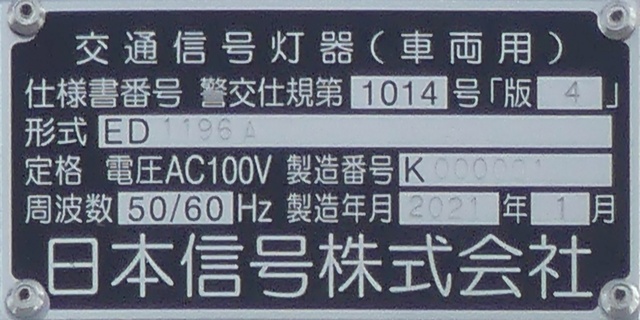 交通信号灯器(車両用)
仕様書番号 警交仕規第 1014 号「版 4 」
形式 ED1196A
定格 電圧AC100V 製造番号 K000001
周波数 50/60 Hz 製造年月 2021 年 1 月
日本信号株式会社